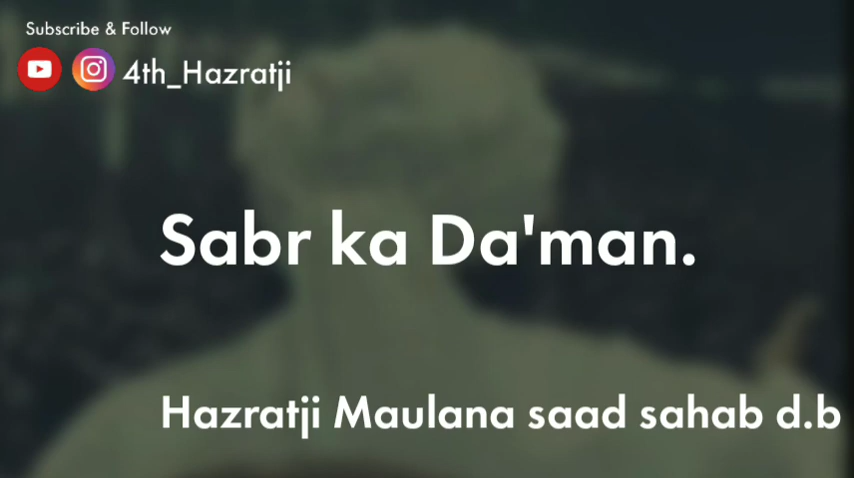 Subscribe & Follow
4th_Hazratji
Sabr ka Da'man.
Hazratji Maulana saad sahab d.b